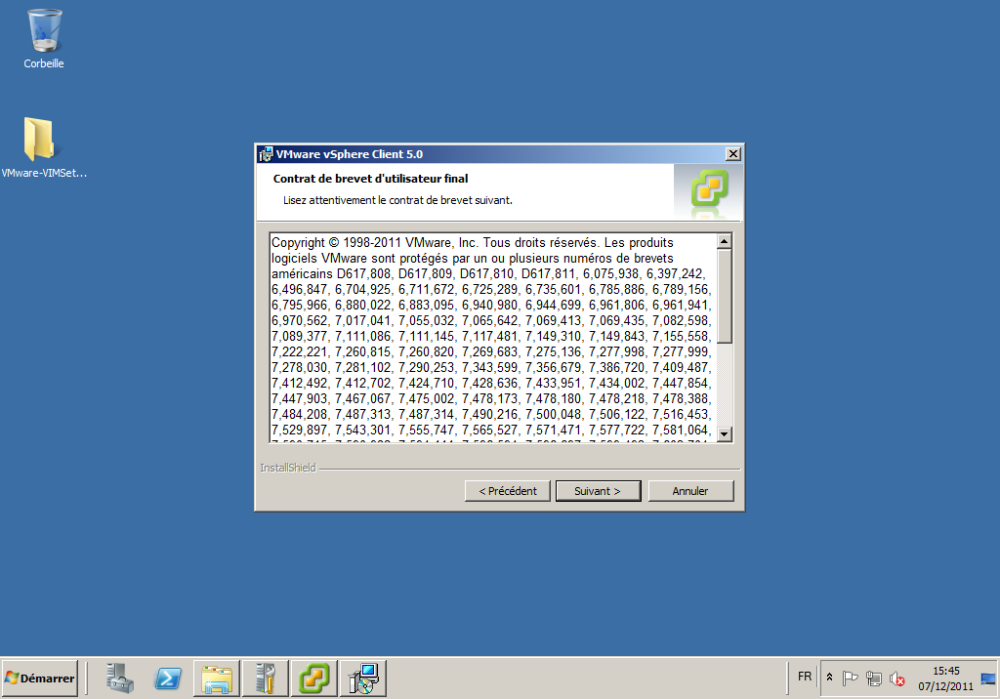 Corbeille
VMware-VIMSet...
VMware vSphere Client 5.0
Contrat de brevet d'utilisateur final
Lisez attentivement le contrat de brevet suivant.
Copyright © 1998-2011 VMware, Inc. Tous droits réservés. Les produits
logiciels VMware sont protégés par un ou plusieurs numéros de brevets
américains D617,808, D617,809, D617,810, D617,811, 6,075,938, 6,397,242,
6,496,847, 6,704,925, 6,711,672, 6,725,289, 6,735,601, 6,785,886, 6,789,156,
6,795,966, 6,880,022, 6,883,095, 6,940,980, 6,944,699, 6,961,806, 6,961,941,
6,970,562, 7,017,041, 7,055,032, 7,065,642, 7,069,413, 7,069,435, 7,082,598,
7,089,377, 7,111,086, 7,111,145, 7,117,481, 7,149,310, 7,149,843, 7,155,558,
7,222,221, 7,260,815, 7,260,820, 7,269,683, 7,275,136, 7,277,998, 7,277,999,
7,278,030, 7,281,102, 7,290,253, 7,343,599, 7,356,679, 7,386,720, 7,409,487,
7,412,492, 7,412,702, 7,424,710, 7,428,636, 7,433,951, 7,434,002, 7,447,854,
7,447,903, 7,467,067, 7,475,002, 7,478,173, 7,478,180, 7,478,218, 7,478,388,
7,484,208, 7,487,313, 7,487,314, 7,490,216, 7,500,048, 7,506,122, 7,516,453,
7,529,897, 7,543,301, 7,555,747, 7,565,527, 7,571,471, 7,577,722, 7,581,064,
InstallShield
< Précédent
Suivant >
Annuler
Démarrer
FR
15:45
07/12/2011